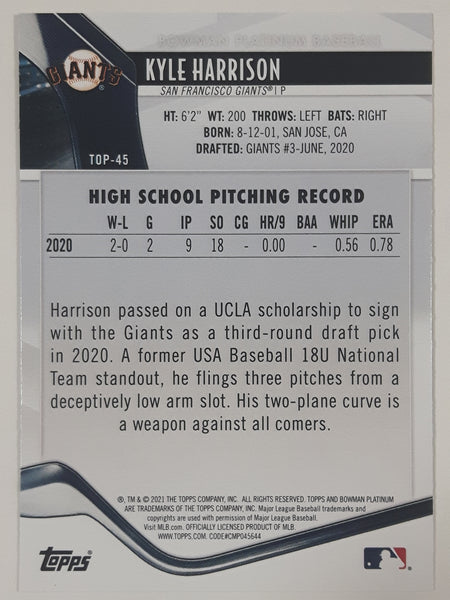 BOWMAN PLATINUM BASEBALL
GIANTS
KYLE HARRISON
SAN FRANCISCO GIANTS® | P
HT: 6'2" WT: 200 THROWS: LEFT BATS: RIGHT
BORN: 8-12-01, SAN JOSE, CA
DRAFTED: GIANTS #3-JUNE, 2020
TOP-45
HIGH SCHOOL PITCHING RECORD
W-L G IP SO CG HR/9 BAA WHIP ERA
2020 2-0 2 9 18 - 0.00 - 0.56 0.78
Harrison passed on a UCLA scholarship to sign
with the Giants as a third-round draft pick
in 2020. A former USA Baseball 18U National
Team standout, he flings three pitches from a
deceptively low arm slot. His two-plane curve is
a weapon against all comers.
®, TM & © 2021 THE TOPPS COMPANY, INC. ALL RIGHTS RESERVED. TOPPS AND BOWMAN PLATINUM
ARE TRADEMARKS OF THE TOPPS COMPANY, INC. Major League Baseball trademarks and
copyrights are used with permission of Major League Baseball.
Visit MLB.com. OFFICIALLY LICENSED PRODUCT OF MLB.
WWW.TOPPS.COM. CODE#CMP045644
TOPPS